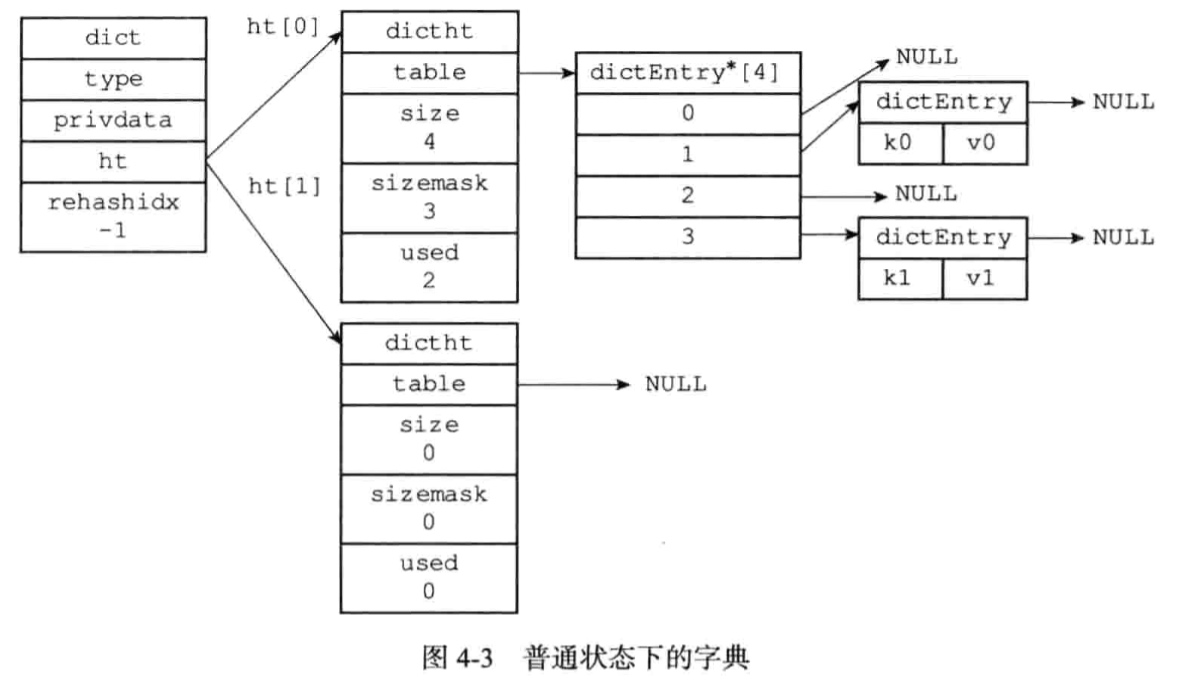 dict
type
privdata
ht
rehashidx
-1
ht[0]
ht[1]
dictht
table
size
4
sizemask
3
used
2
dictEntry*[4]
0
1
2
3
NULL
dictEntry
NULL
k0 v0
NULL
dictEntry
NULL
k1 v1
dictht
table
NULL
size
0
sizemask
0
used
0
图 4-3 普通状态下的字典